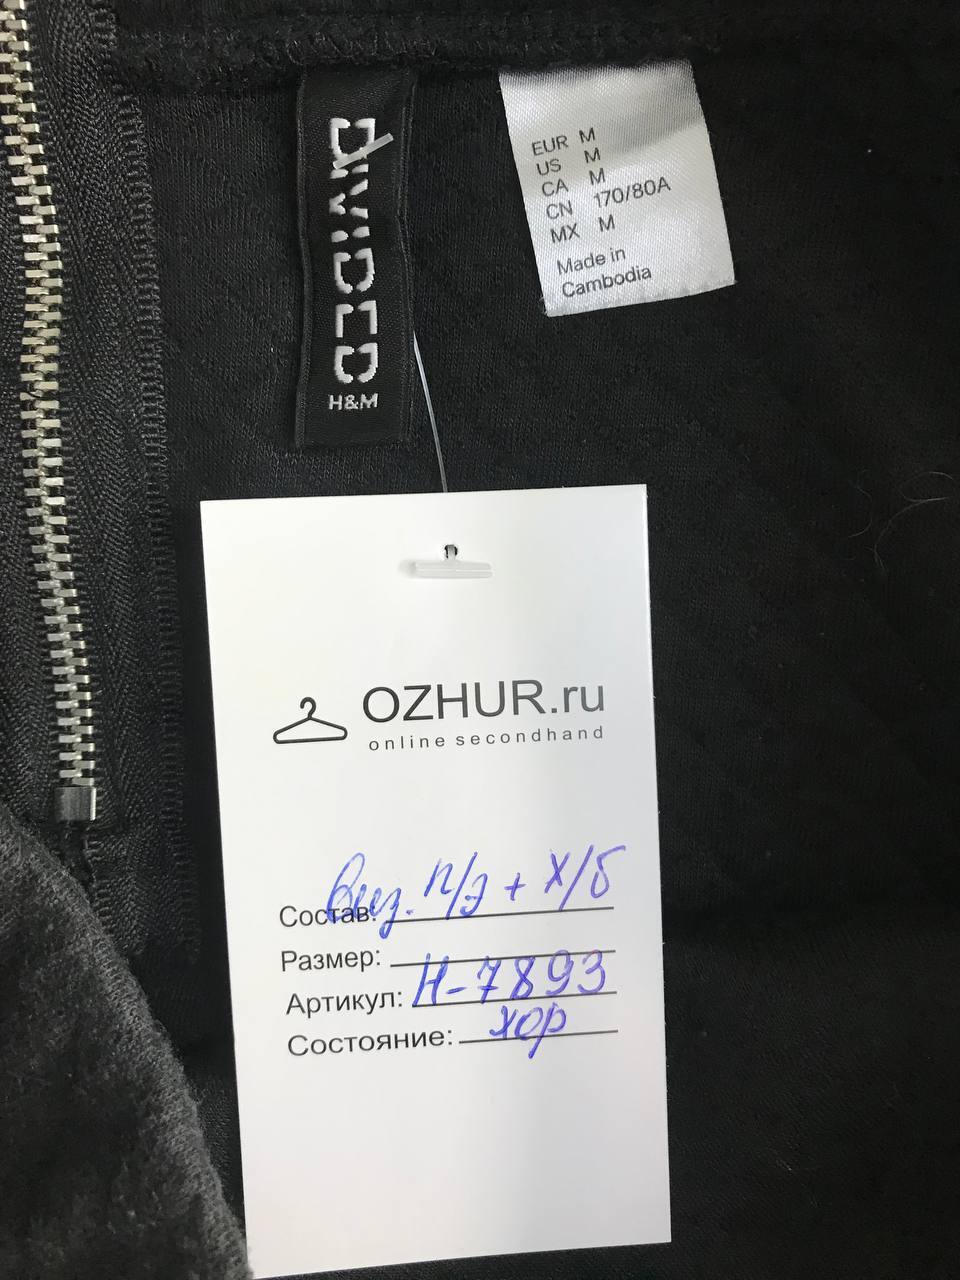 DIVIDED
H&M
EUR M
US M
CA M
CN 170/80A
MX M
Made in
Cambodia
OZHUR.ru
online secondhand
Состав: виз. п/э + х/б
Размер:
Артикул: Н-7893
Состояние: хор